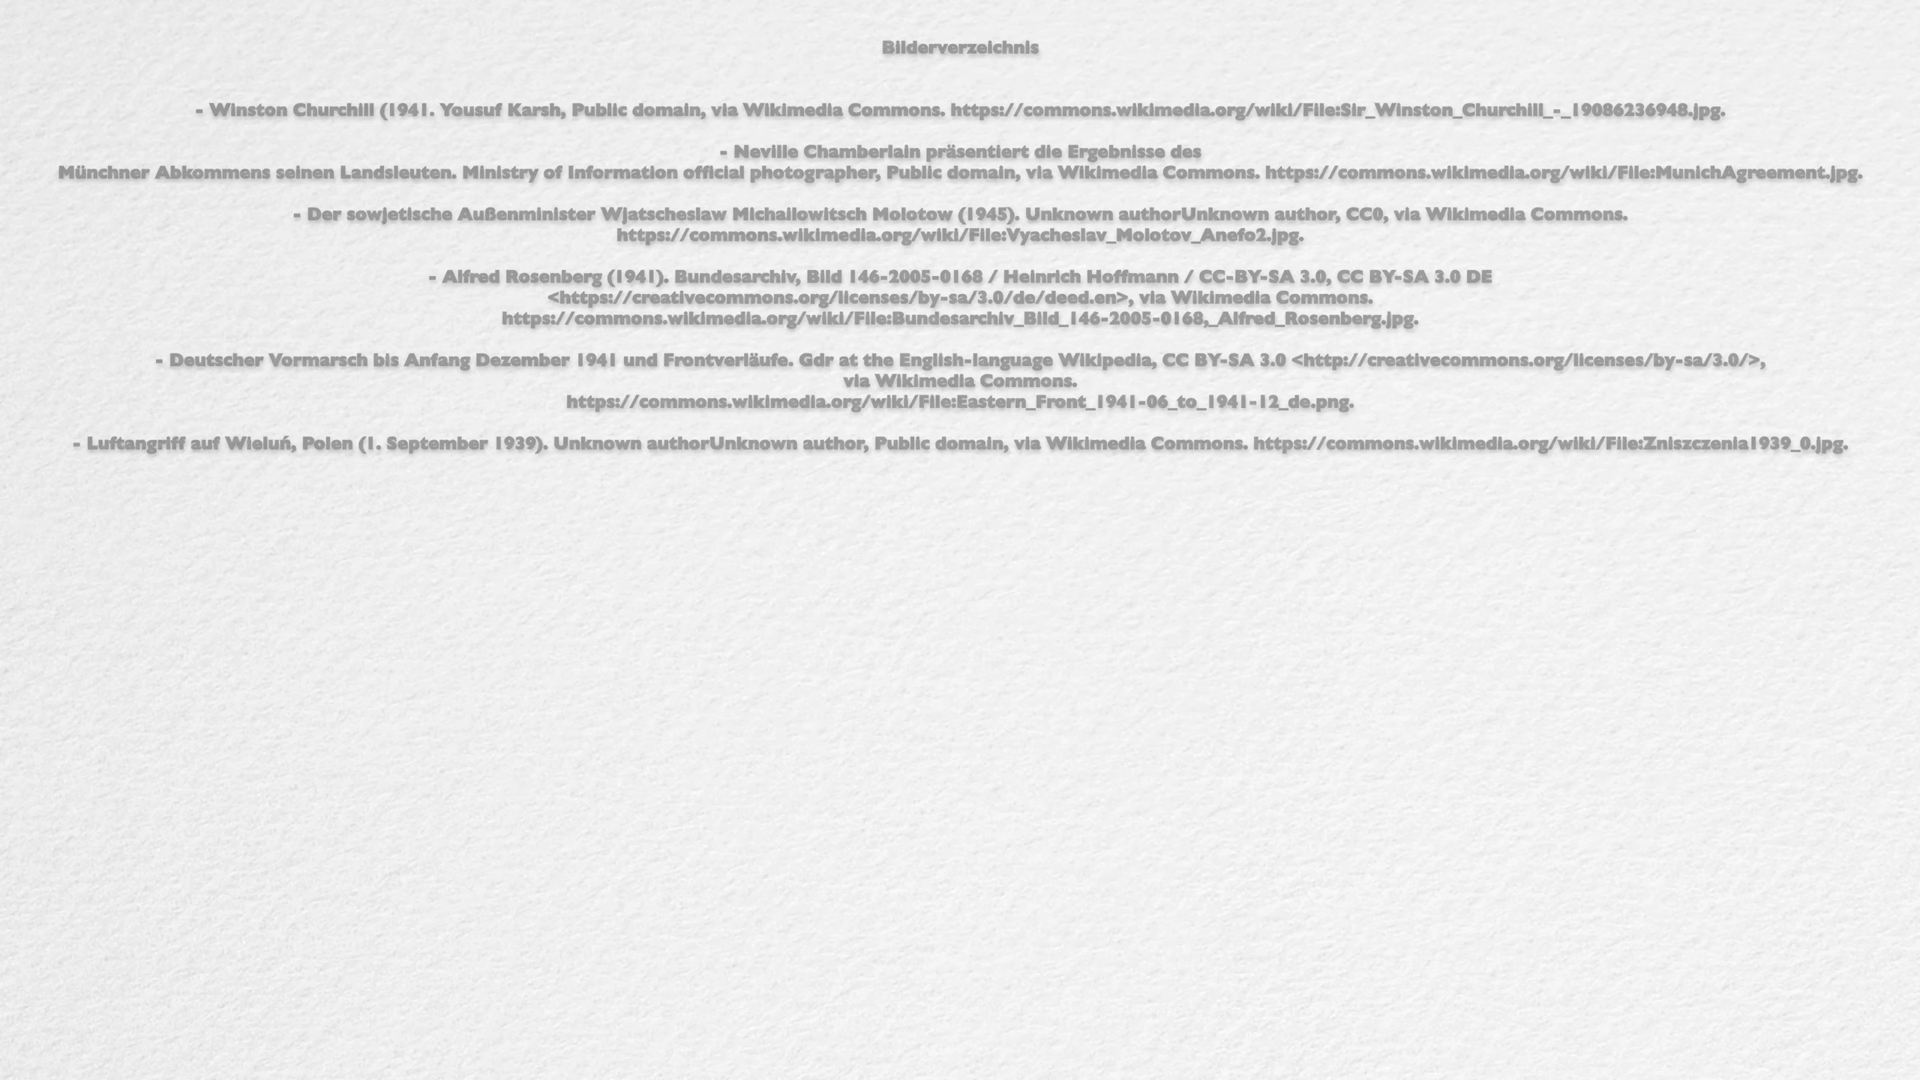 Bilderverzeichnis
- Winston Churchill (1941. Yousuf Karsh, Public domain, via Wikimedia Commons. https://commons.wikimedia.org/wiki/File:Sir_Winston_Churchill_-_19086236948.jpg.
- Neville Chamberlain präsentiert die Ergebnisse des
Münchner Abkommens seinen Landsleuten. Ministry of Information official photographer, Public domain, via Wikimedia Commons. https://commons.wikimedia.org/wiki/File:MunichAgreement.jpg.
- Der sowjetische Außenminister Wjatscheslaw Michailowitsch Molotow (1945). Unknown authorUnknown author, CC0, via Wikimedia Commons.
https://commons.wikimedia.org/wiki/File:Vyacheslav_Molotov_Anefo2.jpg.
- Alfred Rosenberg (1941). Bundesarchiv, Bild 146-2005-0168 / Heinrich Hoffmann / CC-BY-SA 3.0, CC BY-SA 3.0 DE
<https://creativecommons.org/licenses/by-sa/3.0/de/deed.en>, via Wikimedia Commons.
https://commons.wikimedia.org/wiki/File:Bundesarchiv_Bild_146-2005-0168,_Alfred_Rosenberg.jpg.
- Deutscher Vormarsch bis Anfang Dezember 1941 und Frontverläufe. Gdr at the English-language Wikipedia, CC BY-SA 3.0 <http://creativecommons.org/licenses/by-sa/3.0/>,
via Wikimedia Commons.
https://commons.wikimedia.org/wiki/File:Eastern_Front_1941-06_to_1941-12_de.png.
- Luftangriff auf Wieluń, Polen (1. September 1939). Unknown authorUnknown author, Public domain, via Wikimedia Commons. https://commons.wikimedia.org/wiki/File:Zniszczenia1939_0.jpg.